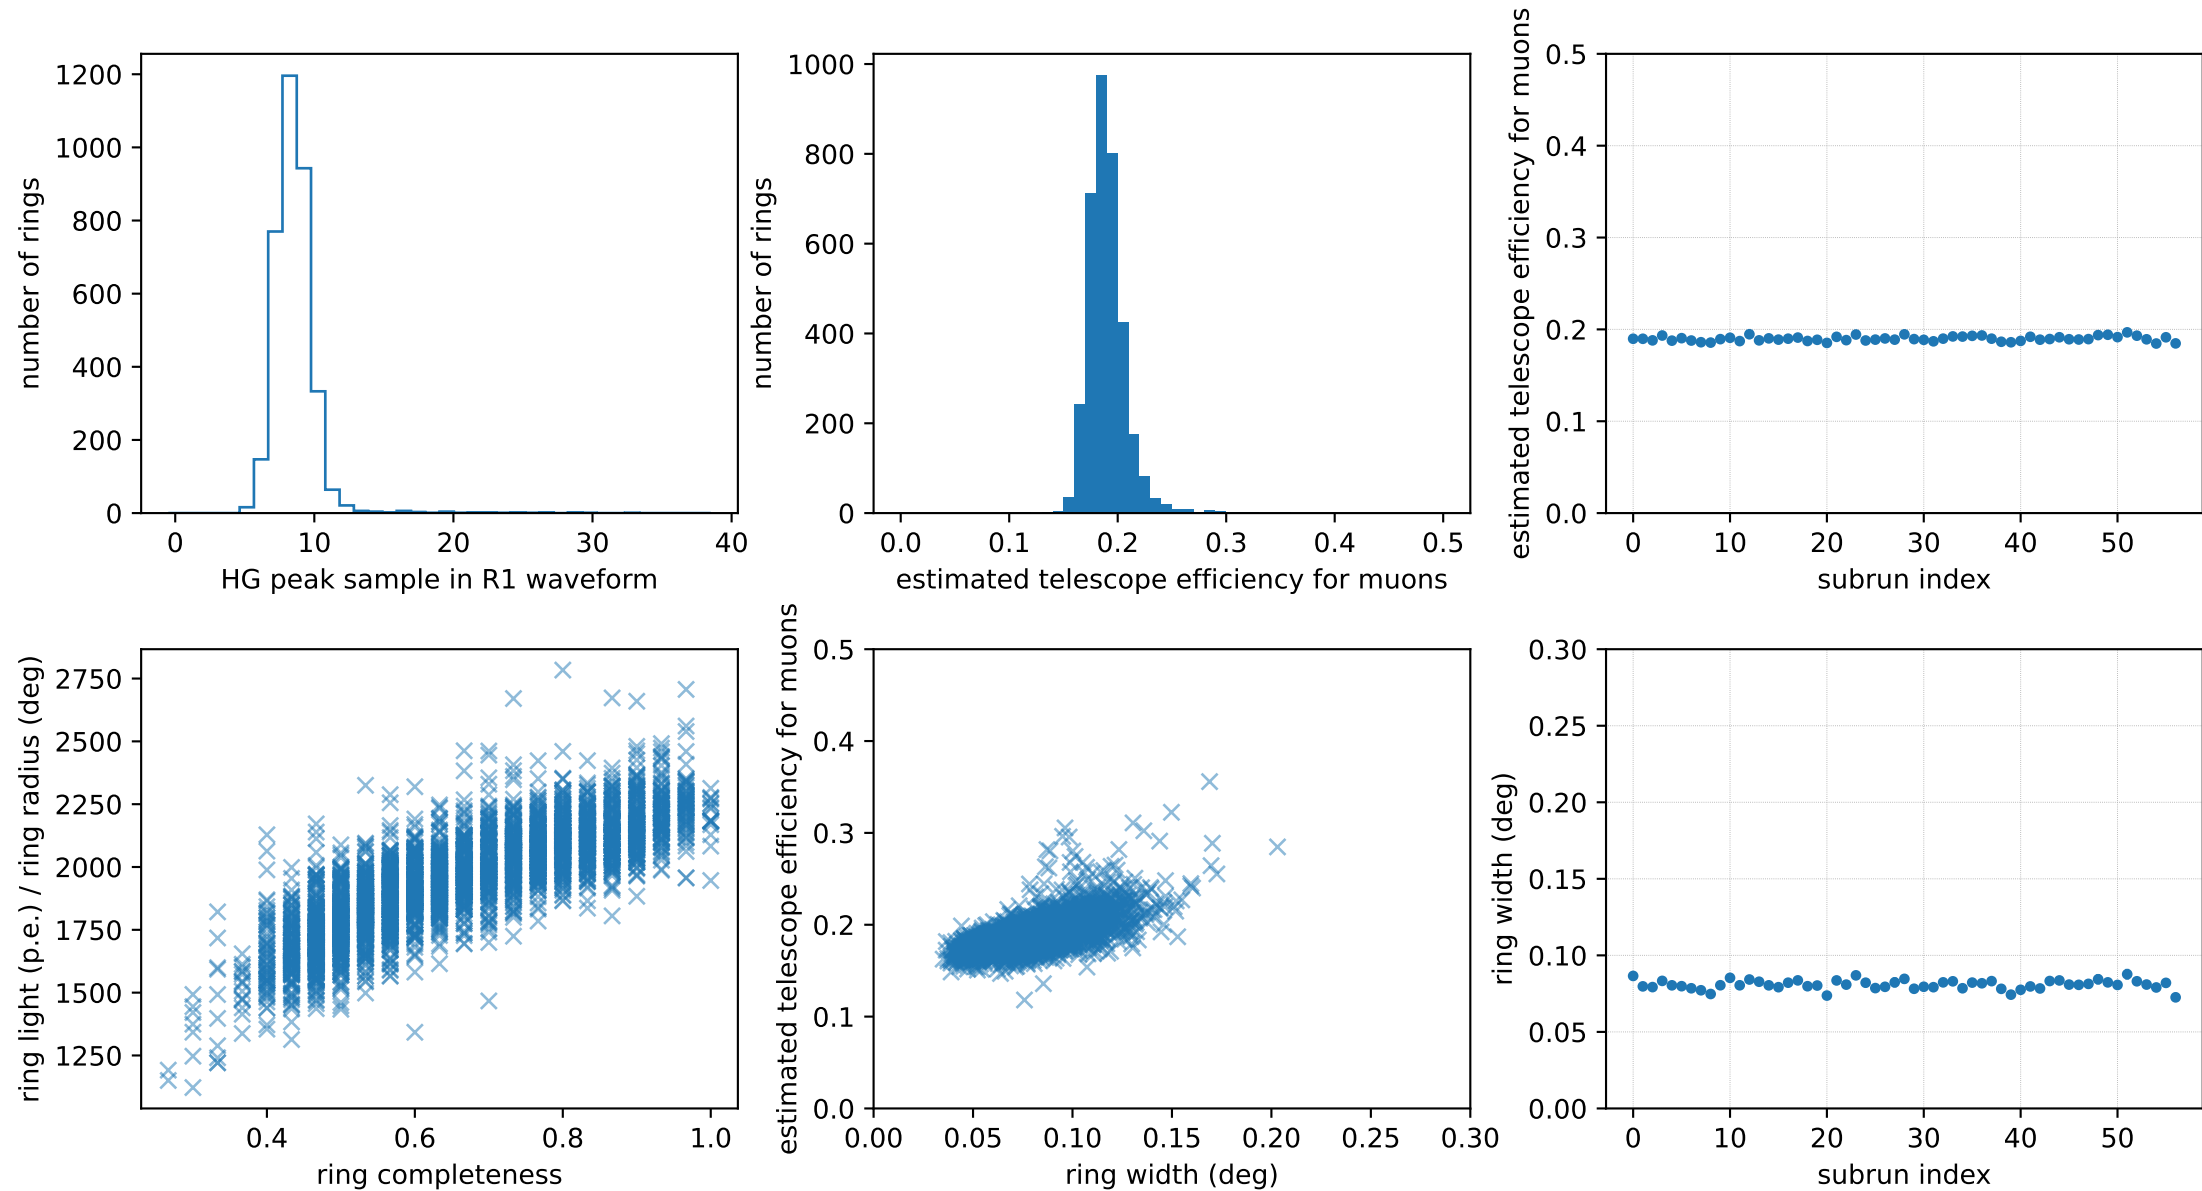 number of rings
1200
1000
800
600
400
200
0
0 10 20 30 40
HG peak sample in R1 waveform
number of rings
1000
800
600
400
200
0
0.0 0.1 0.2 0.3 0.4 0.5
estimated telescope efficiency for muons
estimated telescope efficiency for muons
0.5
0.4
0.3
0.2
0.1
0.0
0 10 20 30 40 50
subrun index
ring light (p.e.) / ring radius (deg)
2750
2500
2250
2000
1750
1500
1250
0.4 0.6 0.8 1.0
ring completeness
estimated telescope efficiency for muons
0.5
0.4
0.3
0.2
0.1
0.0
0.00 0.05 0.10 0.15 0.20 0.25 0.30
ring width (deg)
ring width (deg)
0.30
0.25
0.20
0.15
0.10
0.05
0.00
0 10 20 30 40 50
subrun index